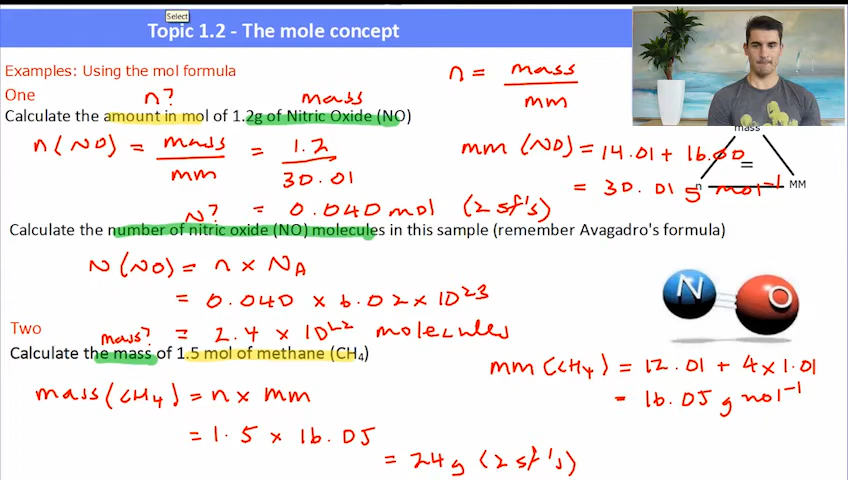 Select
Topic 1.2 - The mole concept
Examples: Using the mol formula
n = mass / mm
One
n? mass
Calculate the amount in mol of 1.2g of Nitric Oxide (NO)
n(NO) = mass / mm = 1.2 / 30.01
mm (NO) = 14.01 + 16.00
= 30.01 g mol⁻¹
mass
=
n MM
N? = 0.040 mol (2 sf's)
Calculate the number of nitric oxide (NO) molecules in this sample (remember Avagadro's formula)
N (NO) = n x NA
= 0.040 x 6.02 x 10²³
N O
Two
mass? = 2.4 x 10²² molecules
Calculate the mass of 1.5 mol of methane (CH₄)
mm (CH₄) = 12.01 + 4 x 1.01
= 16.05 g mol⁻¹
mass (CH₄) = n x mm
= 1.5 x 16.05
= 24g (2 sf's)